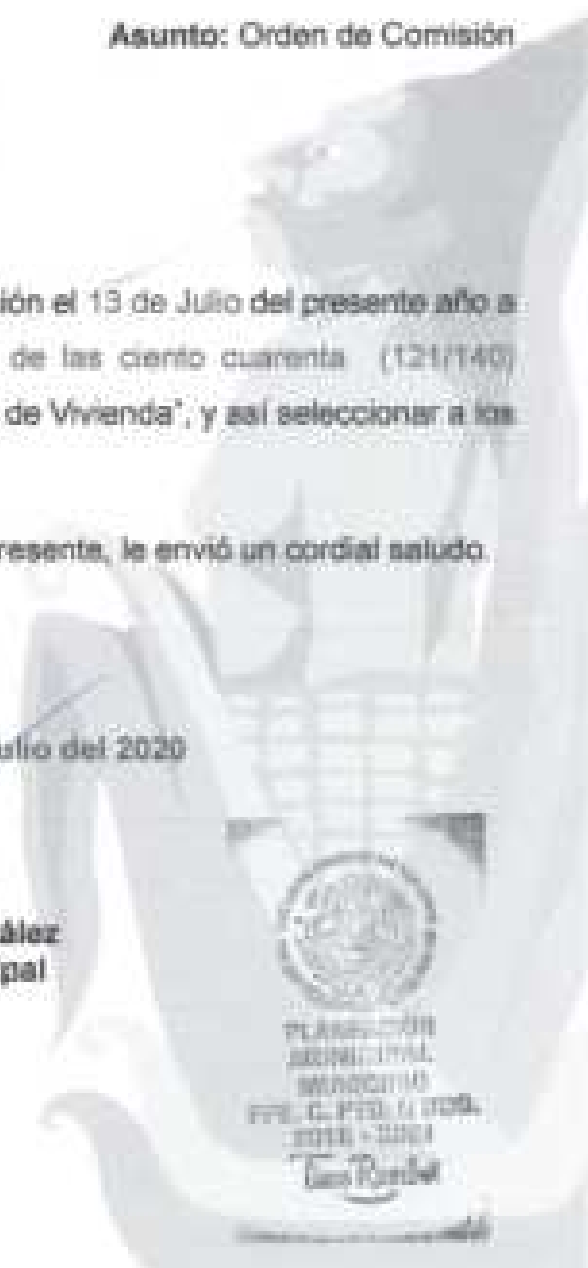 Asunto: Orden de Comisión
ión el 13 de Julio del presente año a
de las ciento cuarenta (121/140)
de Vivienda", y así seleccionar a los
resente, le envió un cordial saludo.
ulio del 2020
ález
pal
MUNICIPAL